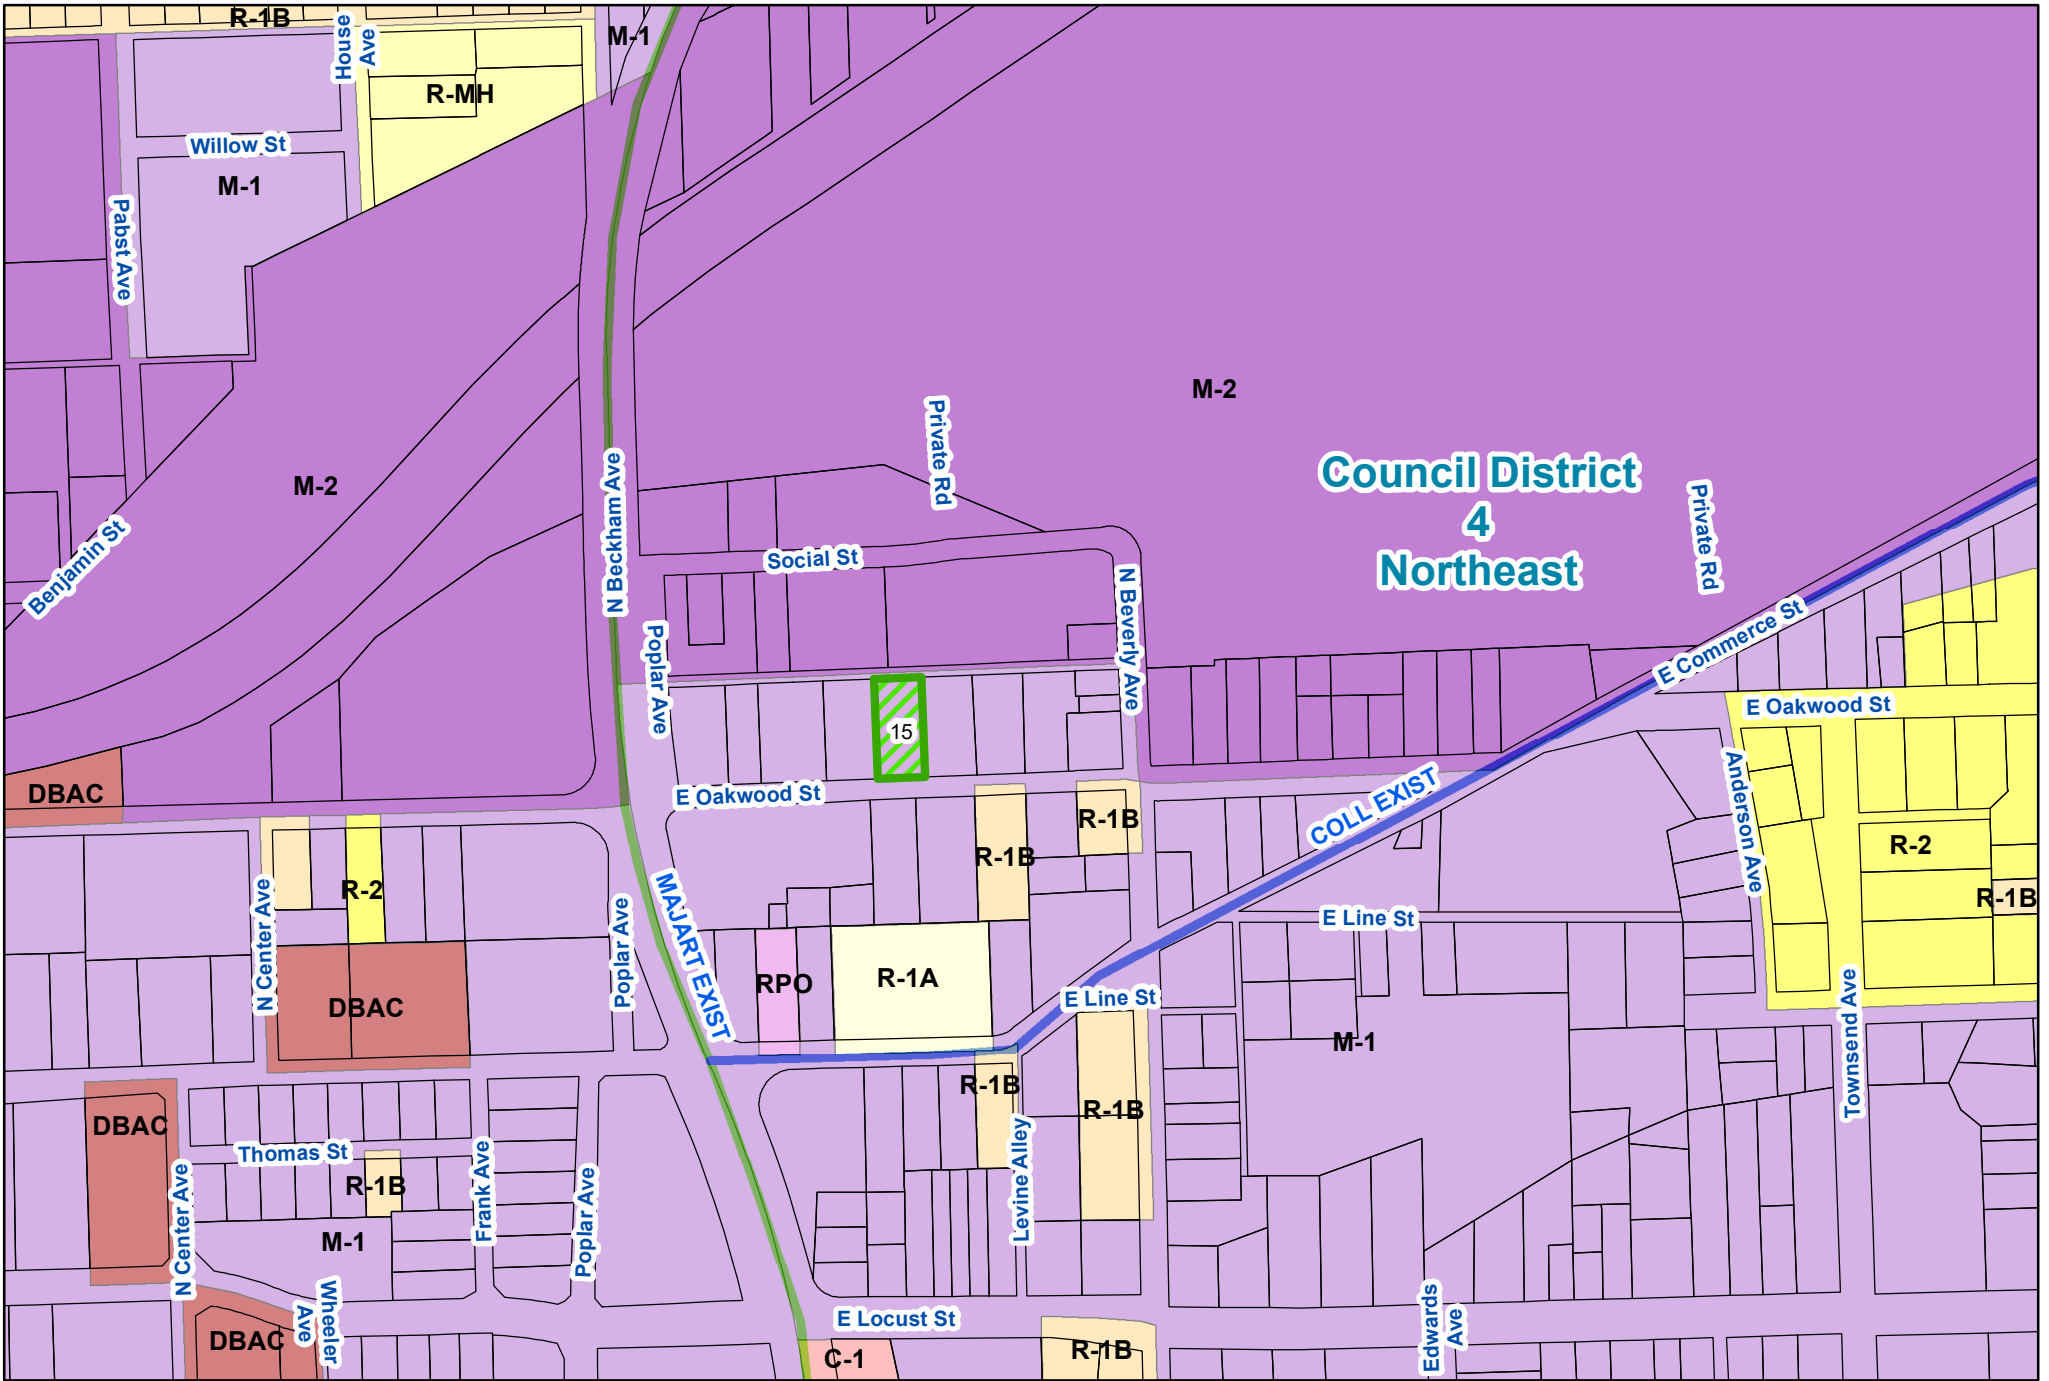 R-1B
House
Ave
M-1
R-MH
Willow St
M-1
Pabst Ave
M-2
Private Rd
Council District
4
Northeast
M-2
Private Rd
N Beckham Ave
Benjamin St
Social St
N Beverly Ave
E Commerce St
Poplar Ave
E Oakwood St
15
DBAC
E Oakwood St
COLL EXIST
Anderson Ave
R-1B
R-1B
R-2
R-2
R-1B
N Center Ave
Poplar Ave
MAJART EXIST
E Line St
RPO
R-1A
DBAC
E Line St
M-1
Townsend Ave
R-1B
R-1B
DBAC
Thomas St
R-1B
Frank Ave
Poplar Ave
Levine Alley
N Center Ave
M-1
Wheeler
Ave
E Locust St
Edwards
Ave
DBAC
C-1
R-1B